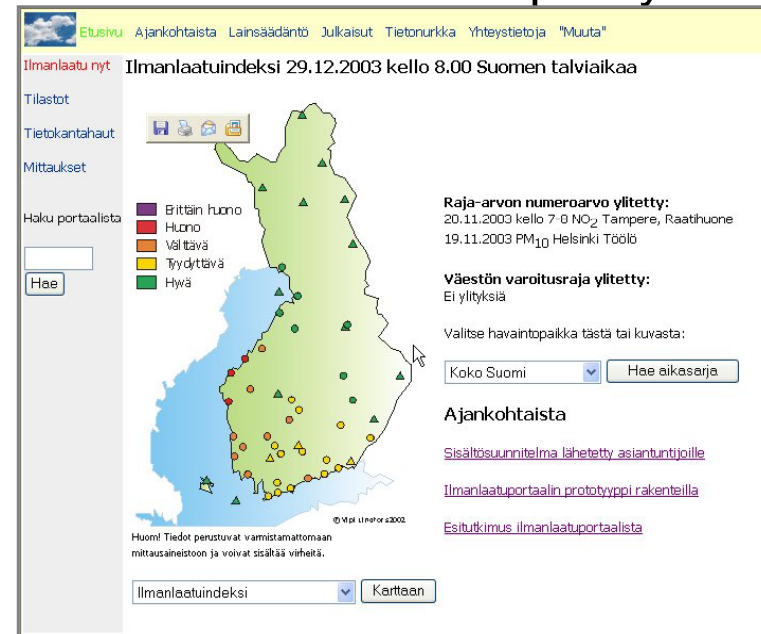 Etusivu Ajankohtaista Lainsäädäntö Julkaisut Tietonurkka Yhteystietoja "Muuta"
Ilmanlaatu nyt
Tilastot
Tietokantahaut
Mittaukset
Haku portaalista
Hae
Ilmanlaatuindeksi 29.12.2003 kello 8.00 Suomen talviaikaa
Erittäin huono
Huono
Välttävä
Tyydyttävä
Hyvä
Huom! Tiedot perustuvat varmistamattomaan
mittausaineistoon ja voivat sisältää virheitä.
Ilmanlaatuindeksi Karttaan
Raja-arvon numeroarvo ylitetty:
20.11.2003 kello 7-8 NO2 Tampere, Raatihuone
19.11.2003 PM10 Helsinki Töölö
Väestön varoitusraja ylitetty:
Ei ylityksiä
Valitse havaintopaikka tästä tai kuvasta:
Koko Suomi Hae aikasarja
Ajankohtaista
Sisältösuunnitelma lähetetty asiantuntijoille
Ilmanlaatuportaalin prototyyppi rakenteilla
Esitutkimus ilmanlaatuportaalista